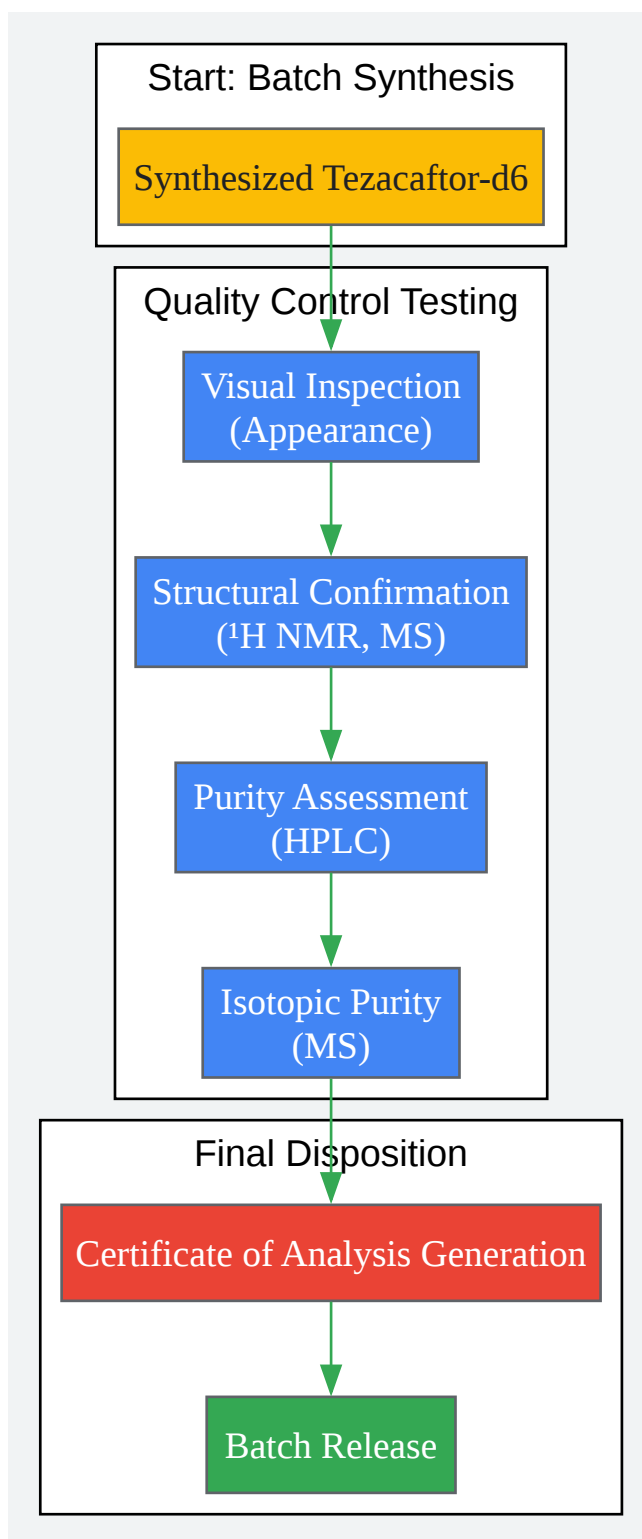 Start: Batch Synthesis
Synthesized Tezacaftor-d6
Quality Control Testing
Visual Inspection
(Appearance)
Structural Confirmation
(¹H NMR, MS)
Purity Assessment
(HPLC)
Isotopic Purity
(MS)
Final Disposition
Certificate of Analysis Generation
Batch Release